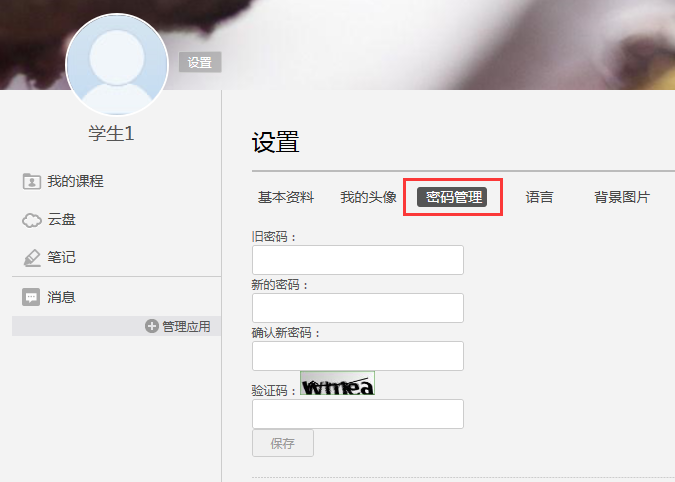 设置
学生1
我的课程
云盘
笔记
消息
管理应用
设置
基本资料 我的头像 密码管理 语言 背景图片
旧密码：
新的密码：
确认新密码：
验证码：
保存